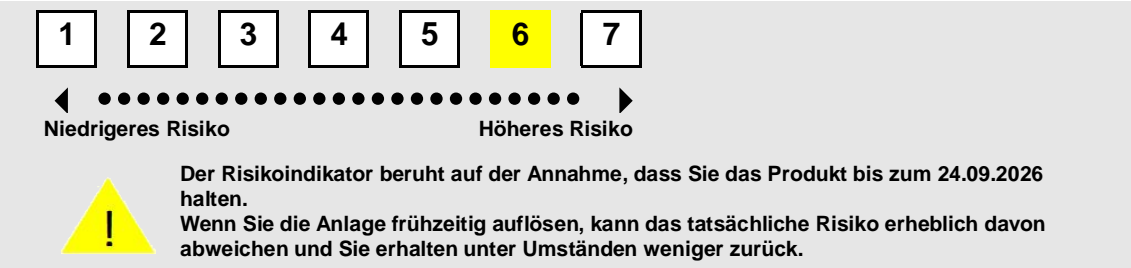 1 2 3 4 5 6 7
Niedrigeres Risiko Höheres Risiko
Der Risikoindikator beruht auf der Annahme, dass Sie das Produkt bis zum 24.09.2026
halten.
Wenn Sie die Anlage frühzeitig auflösen, kann das tatsächliche Risiko erheblich davon
abweichen und Sie erhalten unter Umständen weniger zurück.
!